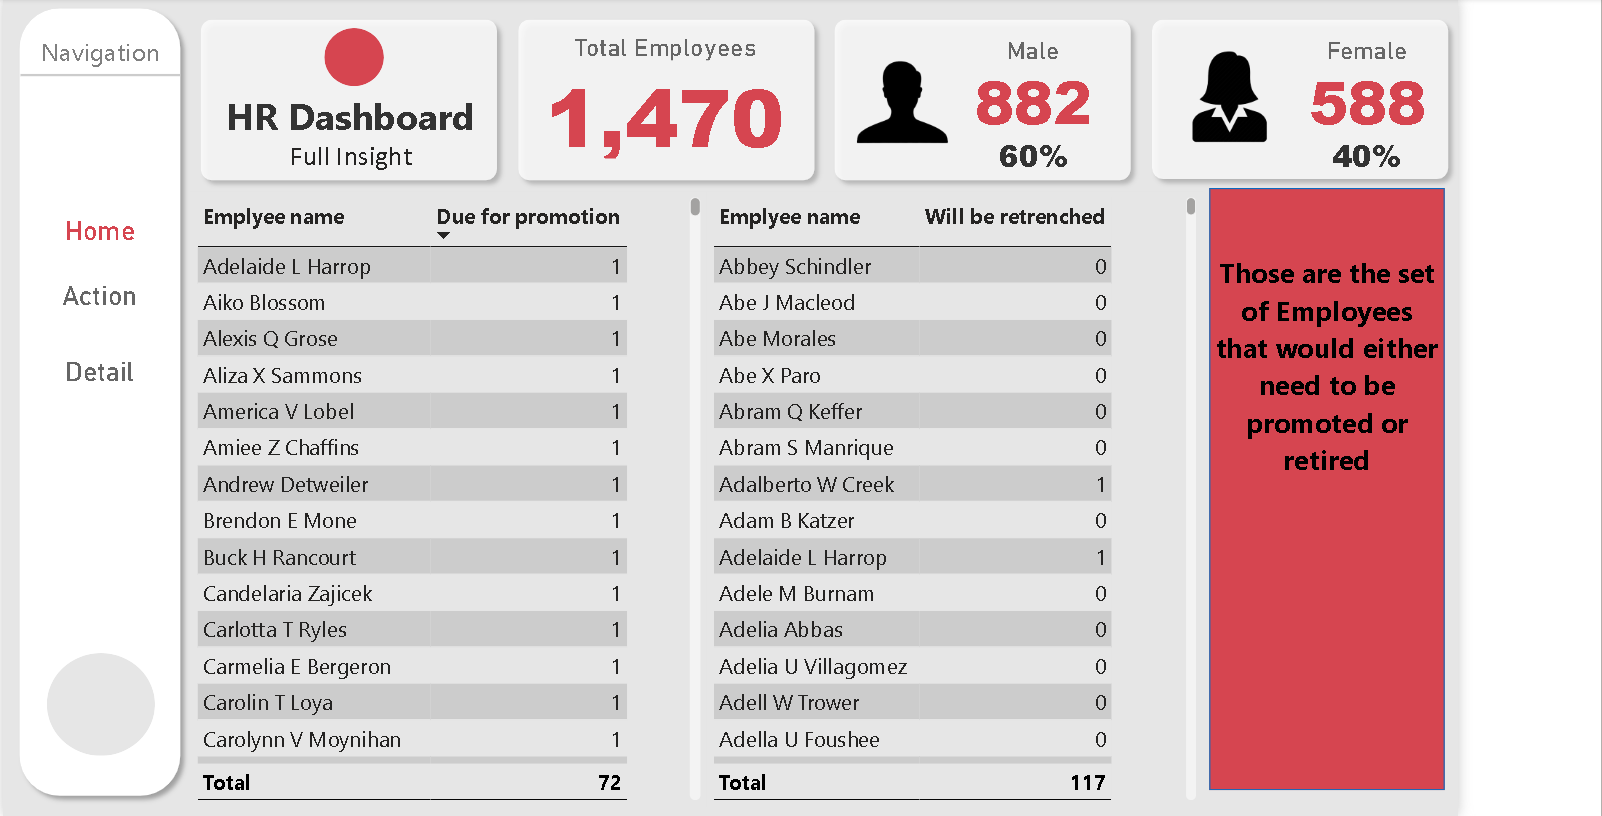 Navigation
Home
Action
Detail
HR Dashboard
Full Insight
Total Employees
1,470
Male
882
60%
Female
588
40%
Emplyee name Due for promotion
Adelaide L Harrop 1
Aiko Blossom 1
Alexis Q Grose 1
Aliza X Sammons 1
America V Lobel 1
Amiee Z Chaffins 1
Andrew Detweiler 1
Brendon E Mone 1
Buck H Rancourt 1
Candelaria Zajicek 1
Carlotta T Ryles 1
Carmelia E Bergeron 1
Carolin T Loya 1
Carolynn V Moynihan 1
Total 72
Emplyee name Will be retrenched
Abbey Schindler 0
Abe J Macleod 0
Abe Morales 0
Abe X Paro 0
Abram Q Keffer 0
Abram S Manrique 0
Adalberto W Creek 1
Adam B Katzer 0
Adelaide L Harrop 1
Adele M Burnam 0
Adelia Abbas 0
Adelia U Villagomez 0
Adell W Trower 0
Adella U Foushee 0
Total 117
Those are the set
of Employees
that would either
need to be
promoted or
retired